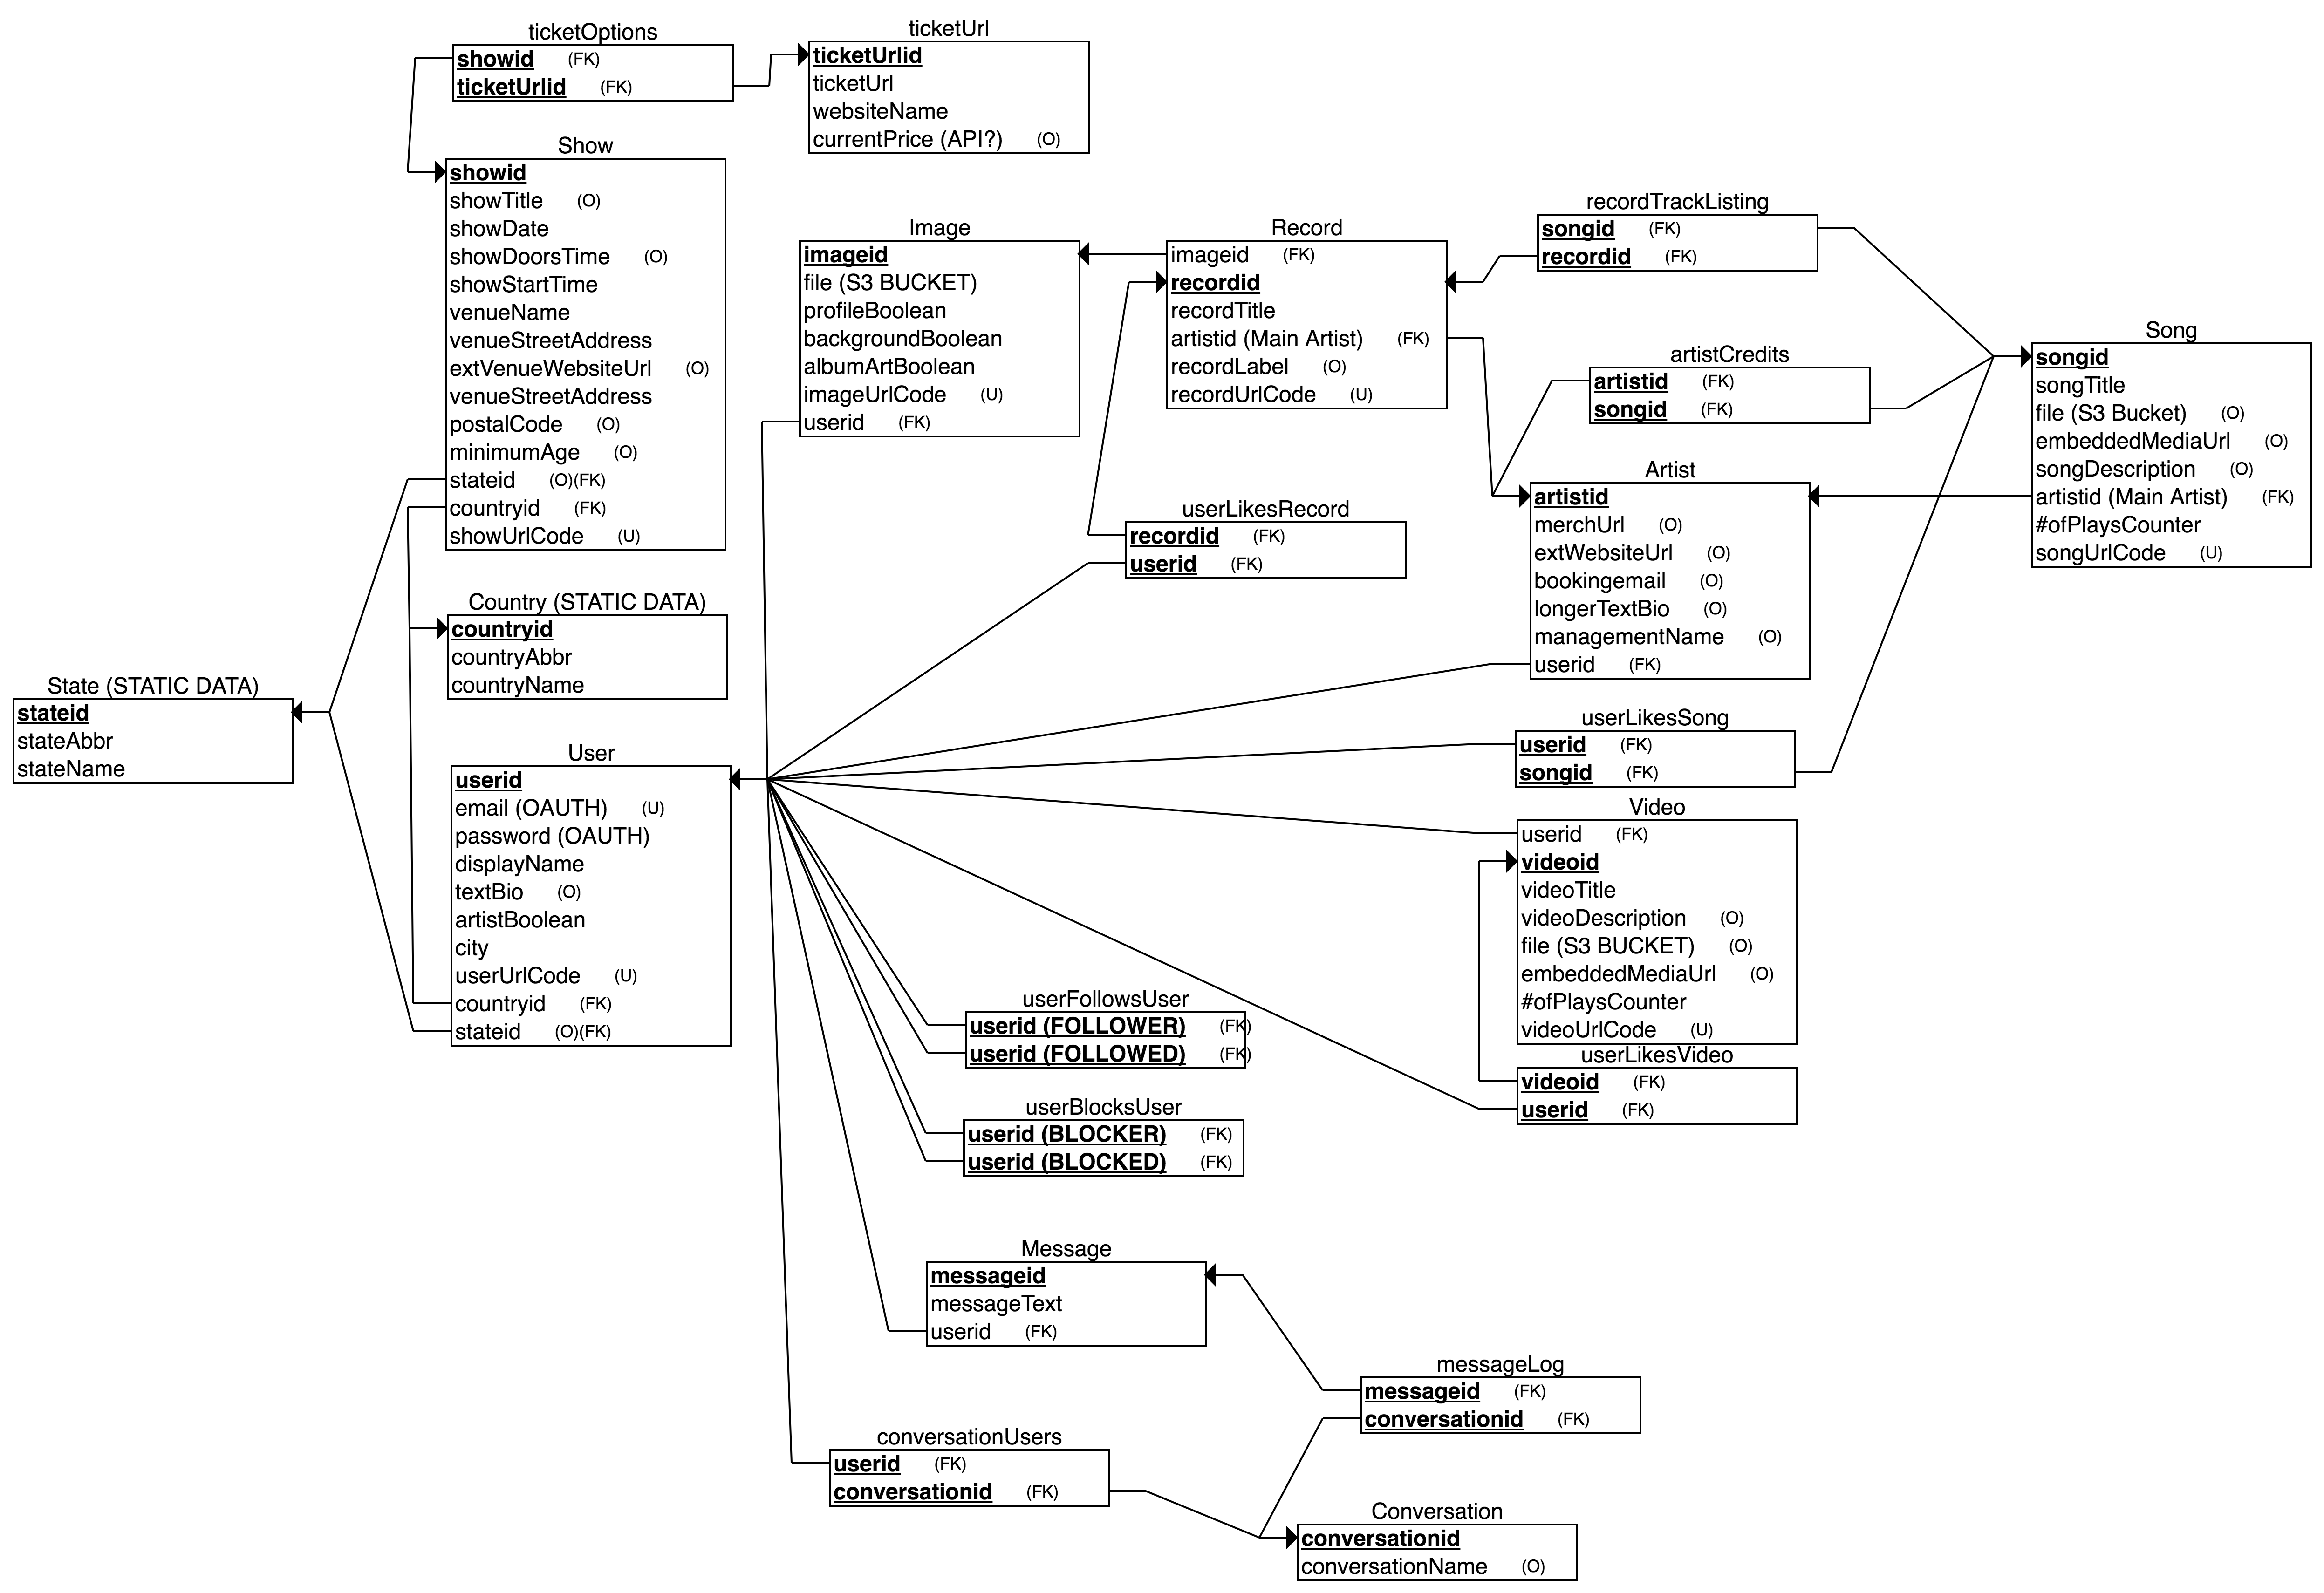 ticketOptions
showid (FK)
ticketUrlid (FK)
ticketUrl
ticketUrlid
ticketUrl
websiteName
currentPrice (API?) (O)
Show
showid
showTitle (O)
showDate
showDoorsTime (O)
showStartTime
venueName
venueStreetAddress
extVenueWebsiteUrl (O)
venueStreetAddress
postalCode (O)
minimumAge (O)
stateid (O)(FK)
countryid (FK)
showUrlCode (U)
Image
imageid
file (S3 BUCKET)
profileBoolean
backgroundBoolean
albumArtBoolean
imageUrlCode (U)
userid (FK)
Record
imageid (FK)
recordid
recordTitle
artistid (Main Artist) (FK)
recordLabel (O)
recordUrlCode (U)
recordTrackListing
songid (FK)
recordid (FK)
artistCredits
artistid (FK)
songid (FK)
Song
songid
songTitle
file (S3 Bucket) (O)
embeddedMediaUrl (O)
songDescription (O)
artistid (Main Artist) (FK)
#ofPlaysCounter
songUrlCode (U)
Artist
artistid
merchUrl (O)
extWebsiteUrl (O)
bookingemail (O)
longerTextBio (O)
managementName (O)
userid (FK)
userLikesRecord
recordid (FK)
userid (FK)
Country (STATIC DATA)
countryid
countryAbbr
countryName
State (STATIC DATA)
stateid
stateAbbr
stateName
User
userid
email (OAUTH) (U)
password (OAUTH)
displayName
textBio (O)
artistBoolean
city
userUrlCode (U)
countryid (FK)
stateid (O)(FK)
userLikesSong
userid (FK)
songid (FK)
Video
userid (FK)
videoid
videoTitle
videoDescription (O)
file (S3 BUCKET) (O)
embeddedMediaUrl (O)
#ofPlaysCounter
videoUrlCode (U)
userLikesVideo
videoid (FK)
userid (FK)
userFollowsUser
userid (FOLLOWER) (FK)
userid (FOLLOWED) (FK)
userBlocksUser
userid (BLOCKER) (FK)
userid (BLOCKED) (FK)
Message
messageid
messageText
userid (FK)
messageLog
messageid (FK)
conversationid (FK)
conversationUsers
userid (FK)
conversationid (FK)
Conversation
conversationid
conversationName (O)